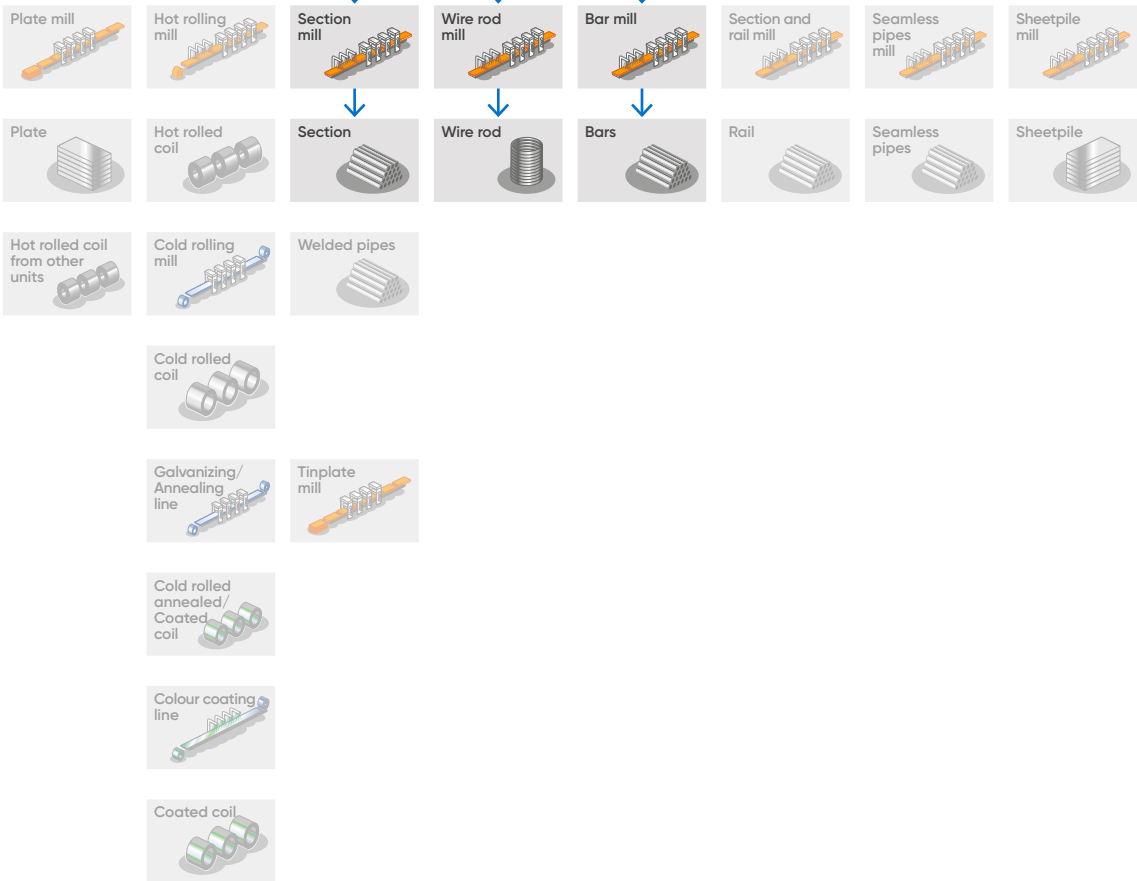 Plate mill
Hot rolling
mill
Section
mill
Wire rod
mill
Bar mill
Section and
rail mill
Seamless
pipes
mill
Sheetpile
mill
Plate
Hot rolled
coil
Section
Wire rod
Bars
Rail
Seamless
pipes
Sheetpile
Hot rolled coil
from other
units
Cold rolling
mill
Welded pipes
Cold rolled
coil
Galvanizing/
Annealing
line
Tinplate
mill
Cold rolled
annealed/
Coated
coil
Colour coating
line
Coated coil